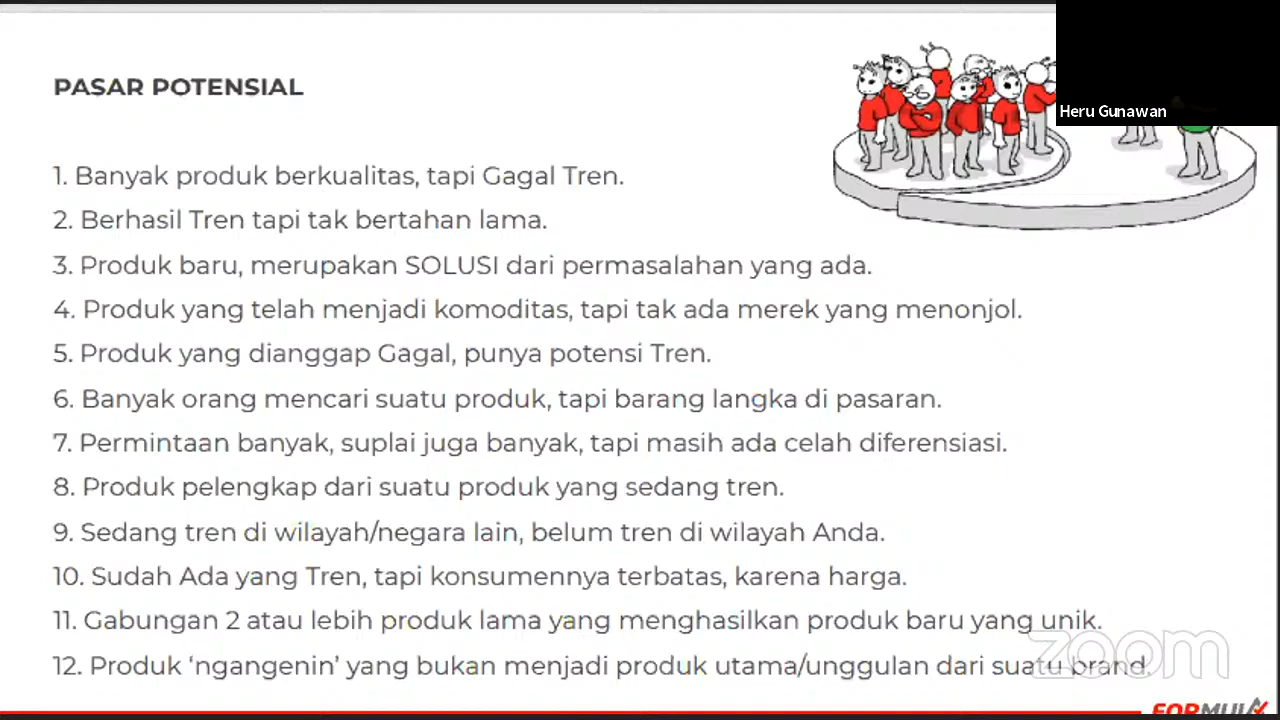 PASAR POTENSIAL
Heru Gunawan
1. Banyak produk berkualitas, tapi Gagal Tren.
2. Berhasil Tren tapi tak bertahan lama.
3. Produk baru, merupakan SOLUSI dari permasalahan yang ada.
4. Produk yang telah menjadi komoditas, tapi tak ada merek yang menonjol.
5. Produk yang dianggap Gagal, punya potensi Tren.
6. Banyak orang mencari suatu produk, tapi barang langka di pasaran.
7. Permintaan banyak, suplai juga banyak, tapi masih ada celah diferensiasi.
8. Produk pelengkap dari suatu produk yang sedang tren.
9. Sedang tren di wilayah/negara lain, belum tren di wilayah Anda.
10. Sudah Ada yang Tren, tapi konsumennya terbatas, karena harga.
11. Gabungan 2 atau lebih produk lama yang menghasilkan produk baru yang unik.
12. Produk ‘ngangenin’ yang bukan menjadi produk utama/unggulan dari suatu brand.
zoom